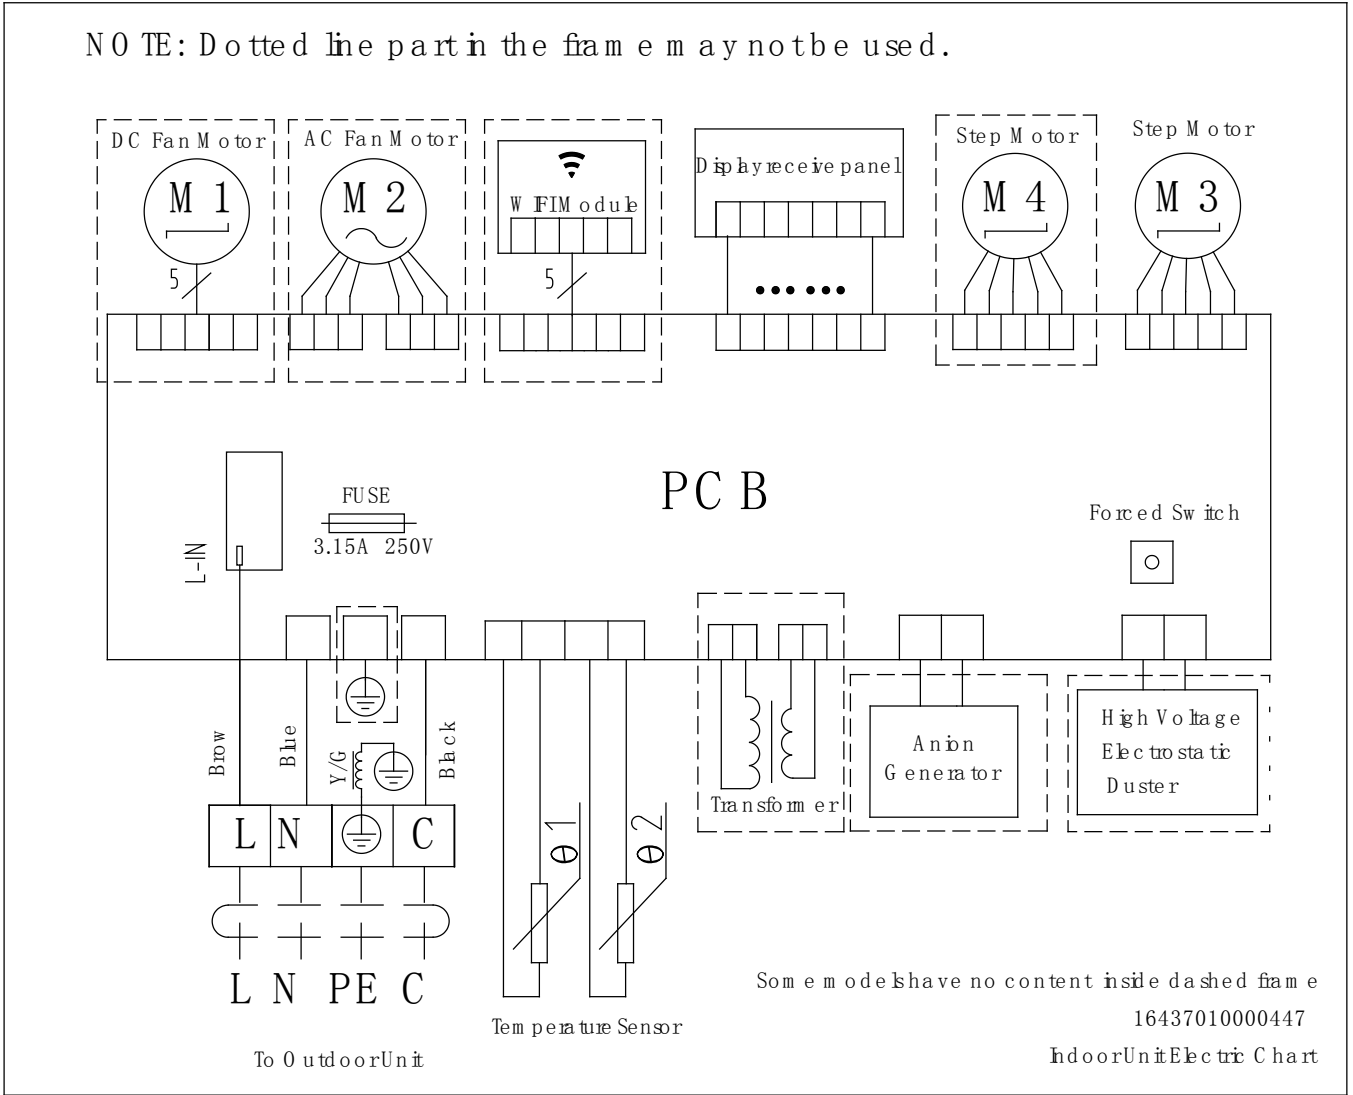 NOTE: Dotted line part in the frame may not be used.
DC Fan Motor
AC Fan Motor
Step Motor
Step Motor
M1
M2
WIFI Module
Display receive panel
M4
M3
5
5
PCB
FUSE
3.15A 250V
L-IN
Forced Switch
Brow
Blue
Y/G
Black
L N C
High Voltage
Electrostatic
Duster
Anion
Generator
Transformer
θ1
θ2
L N PE C
To Outdoor Unit
Temperature Sensor
Some models have no content inside dashed frame
16437010000447
Indoor Unit Electric Chart